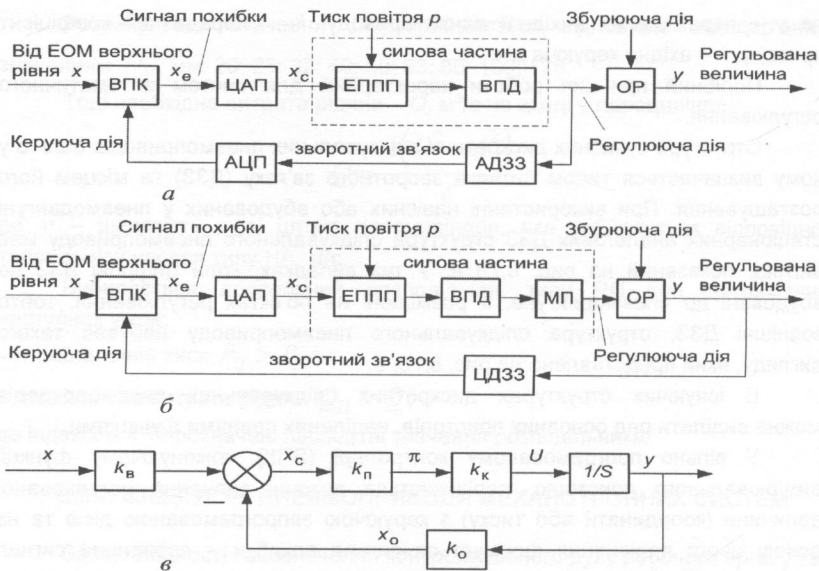 Сигнал похибки Тиск повітря p Збурююча дія
Від ЕОМ верхнього силова частина Регульована
рівня x ВПК xe ЦАП xc ЕППП ВПД ОР y величина
Керуюча дія зворотний зв'язок Регулююча дія
АЦП АДЗЗ
а
Сигнал похибки Тиск повітря p Збурююча дія
Від ЕОМ верхнього силова частина Регульована
рівня x ВПК xe ЦАП xc ЕППП ВПД МП ОР y величина
Керуюча дія зворотний зв'язок Регулююча дія
ЦДЗЗ
б
x kв xc kп π kх U 1/S y
xо kо
в